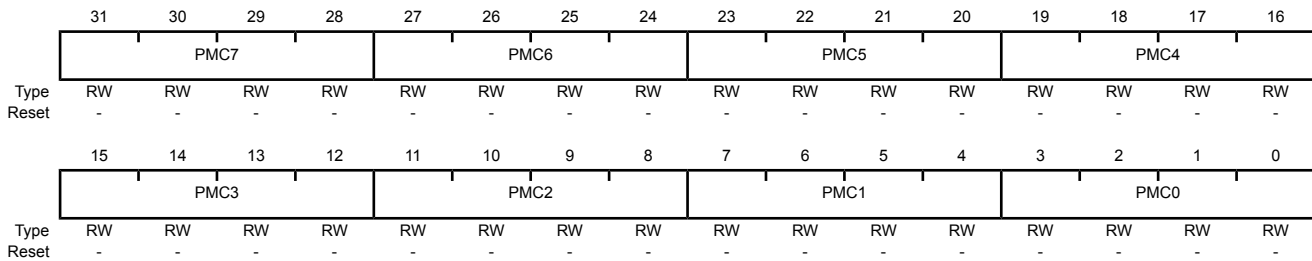 31 30 29 28 27 26 25 24 23 22 21 20 19 18 17 16
PMC7 PMC6 PMC5 PMC4
Type RW RW RW RW RW RW RW RW RW RW RW RW RW RW RW RW
Reset - - - - - - - - - - - - - - - -
15 14 13 12 11 10 9 8 7 6 5 4 3 2 1 0
PMC3 PMC2 PMC1 PMC0
Type RW RW RW RW RW RW RW RW RW RW RW RW RW RW RW RW
Reset - - - - - - - - - - - - - - - -